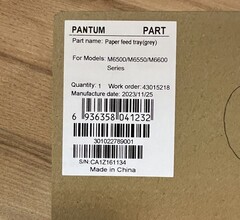 PANTUM PART
Part name: Paper feed tray(grey)
For Models: M6500/M6550/M6600
Series
Quantity: 1 Work order: 43015218
Manufacture date: 2023/11/25
6 936358 041232
301022789001
S/N:CA1Z161134
Made in China